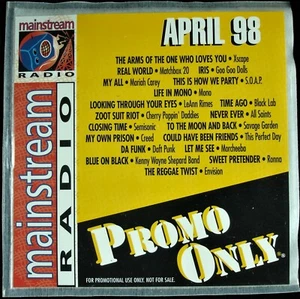 mainstream
RADIO
APRIL 98
THE ARMS OF THE ONE WHO LOVES YOU • Xscape
REAL WORLD • Matchbox 20 IRIS • Goo Goo Dolls
MY ALL • Mariah Carey THIS IS HOW WE PARTY • S.O.A.P.
LIFE IN MONO • Mono
LOOKING THROUGH YOUR EYES • LeAnn Rimes TIME AGO • Black Lab
ZOOT SUIT RIOT • Cherry Poppin' Daddies NEVER EVER • All Saints
CLOSING TIME • Semisonic TO THE MOON AND BACK • Savage Garden
MY OWN PRISON • Creed COULD HAVE BEEN FRIENDS • This Perfect Day
DA FUNK • Daft Punk LET ME SEE • Morcheeba
BLUE ON BLACK • Kenny Wayne Shepard Band SWEET PRETENDER • Ronna
THE REGGAE TWIST • Envision
mainstream
RADIO
PROMO
ONLY
FOR PROMOTIONAL USE ONLY. NOT FOR SALE.